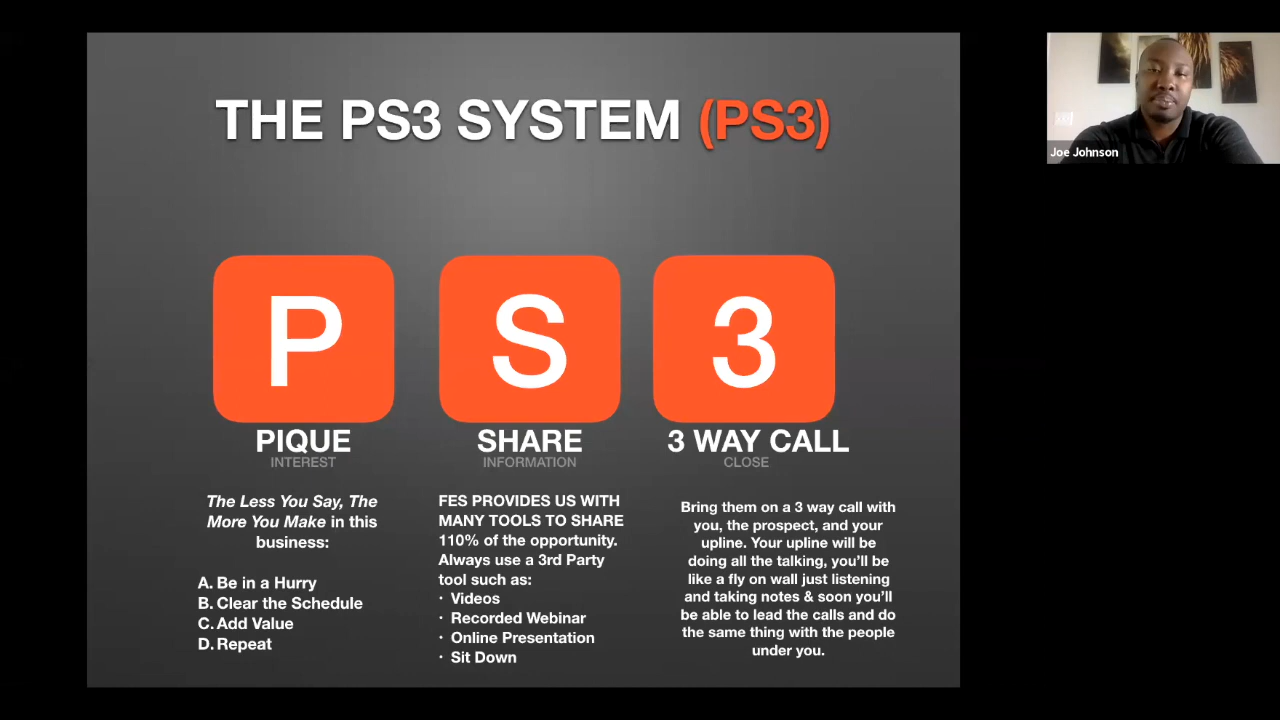 THE PS3 SYSTEM (PS3)
Joe Johnson
P
S
3
PIQUE
INTEREST
The Less You Say, The
More You Make in this
business:
A. Be in a Hurry
B. Clear the Schedule
C. Add Value
D. Repeat
SHARE
INFORMATION
FES PROVIDES US WITH
MANY TOOLS TO SHARE
110% of the opportunity.
Always use a 3rd Party
tool such as:
· Videos
· Recorded Webinar
· Online Presentation
· Sit Down
3 WAY CALL
CLOSE
Bring them on a 3 way call with
you, the prospect, and your
upline. Your upline will be
doing all the talking, you'll be
like a fly on wall just listening
and taking notes & soon you'll
be able to lead the calls and do
the same thing with the people
under you.